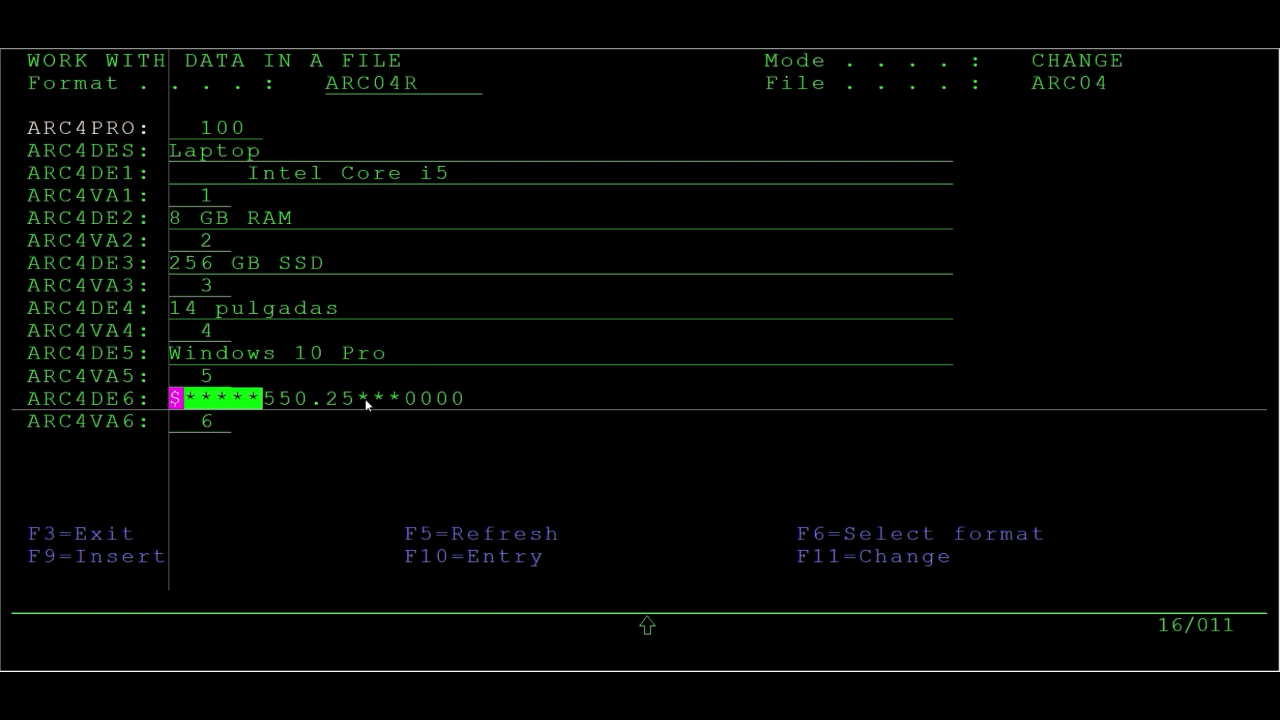 WORK WITH DATA IN A FILE Mode . . . . : CHANGE
Format . . . . : ARC04R File . . . . : ARC04
ARC4PRO: 100
ARC4DES: Laptop
ARC4DE1: Intel Core i5
ARC4VA1: 1
ARC4DE2: 8 GB RAM
ARC4VA2: 2
ARC4DE3: 256 GB SSD
ARC4VA3: 3
ARC4DE4: 14 pulgadas
ARC4VA4: 4
ARC4DE5: Windows 10 Pro
ARC4VA5: 5
ARC4DE6: $*****550.25***0000
ARC4VA6: 6
F3=Exit F5=Refresh F6=Select format
F9=Insert F10=Entry F11=Change
16/011